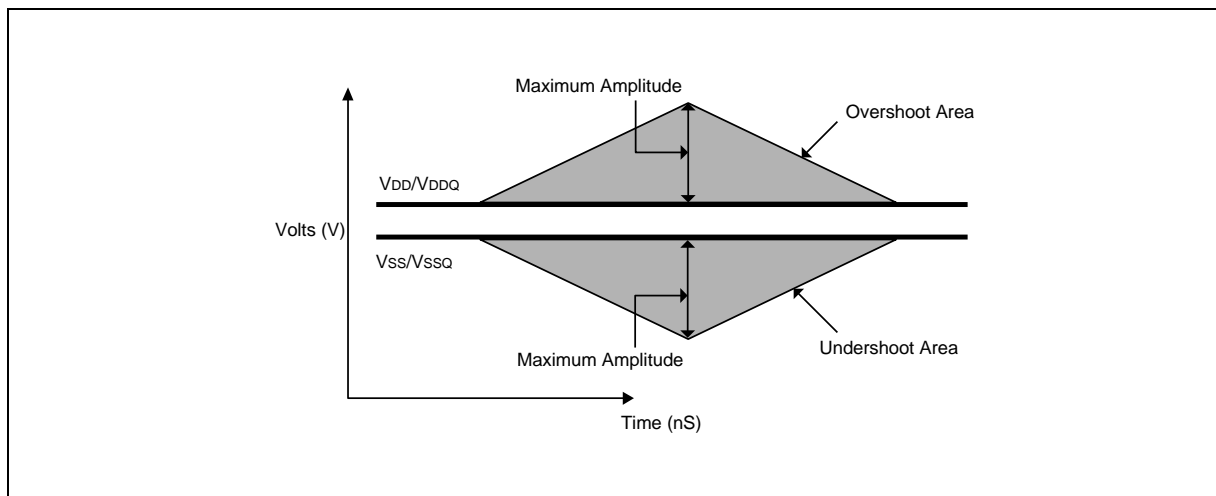 Maximum Amplitude
Overshoot Area
VDD/VDDQ
Volts (V)
VSS/VSSQ
Maximum Amplitude
Undershoot Area
Time (nS)